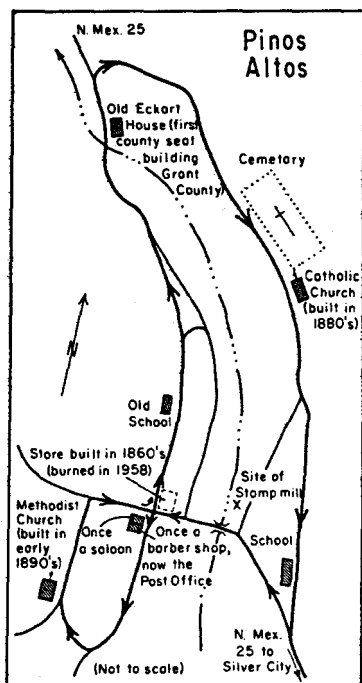 N. Mex. 25
Pinos
Altos
Old Eckart
House (first
county seat
building
Grant
County)
Cemetary
Catholic
Church
(built in
1880's)
N
Old
School
Store built in 1860's
(burned in 1958)
Site of
Stamp mill
Methodist
Church
(built in
early
1890's)
Once
a saloon
Once a
barber shop,
now the
Post Office
School
N. Mex.
25 to
Silver City
(Not to scale)